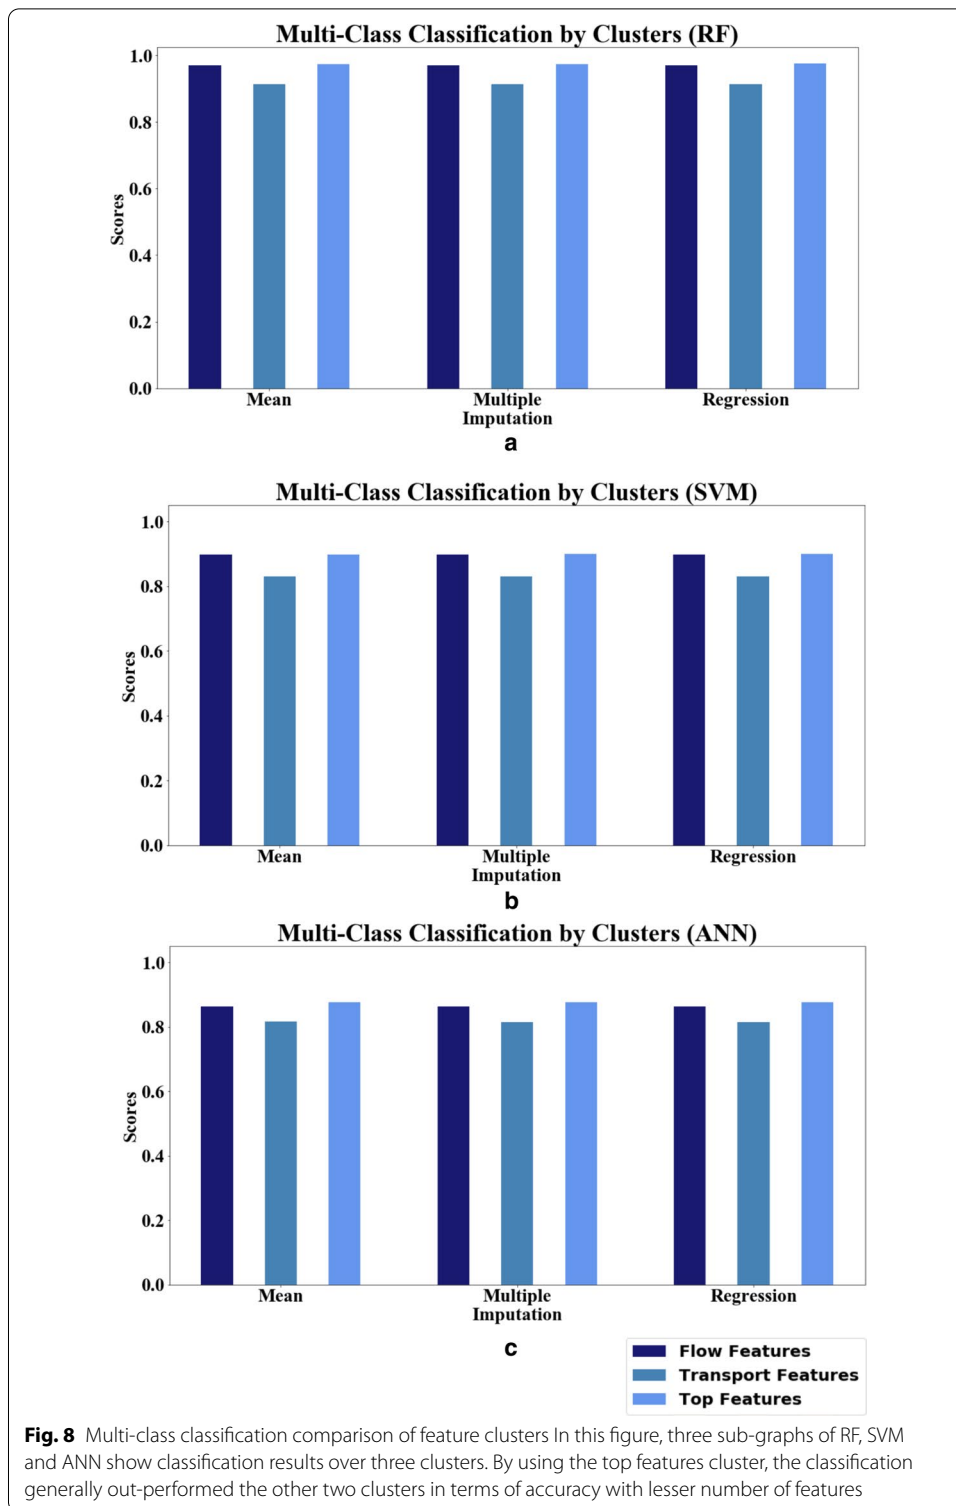 Multi-Class Classification by Clusters (RF)
1.0
0.8
0.6
0.4
0.2
0.0
Scores
Mean
Multiple
Imputation
Regression
a
Multi-Class Classification by Clusters (SVM)
1.0
0.8
0.6
0.4
0.2
0.0
Scores
Mean
Multiple
Imputation
Regression
b
Multi-Class Classification by Clusters (ANN)
1.0
0.8
0.6
0.4
0.2
0.0
Scores
Mean
Multiple
Imputation
Regression
c
Flow Features
Transport Features
Top Features
Fig. 8 Multi-class classification comparison of feature clusters In this figure, three sub-graphs of RF, SVM
and ANN show classification results over three clusters. By using the top features cluster, the classification
generally out-performed the other two clusters in terms of accuracy with lesser number of features